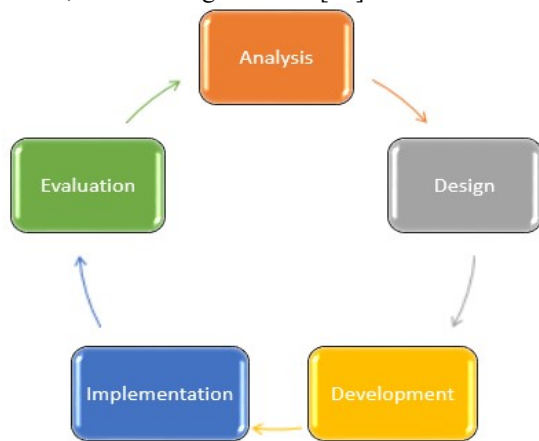 Analysis
Design
Development
Implementation
Evaluation